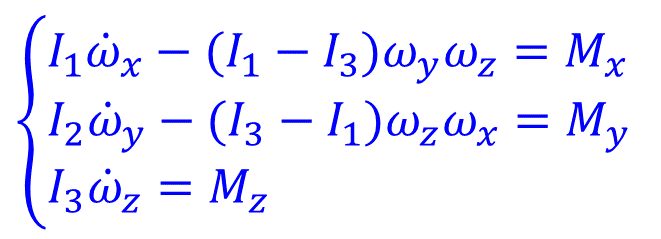 I₁ω̇ₓ − (I₁ − I₃)ω_yω_z = Mₓ
I₂ω̇_y − (I₃ − I₁)ω_zωₓ = M_y
I₃ω̇_z = M_z